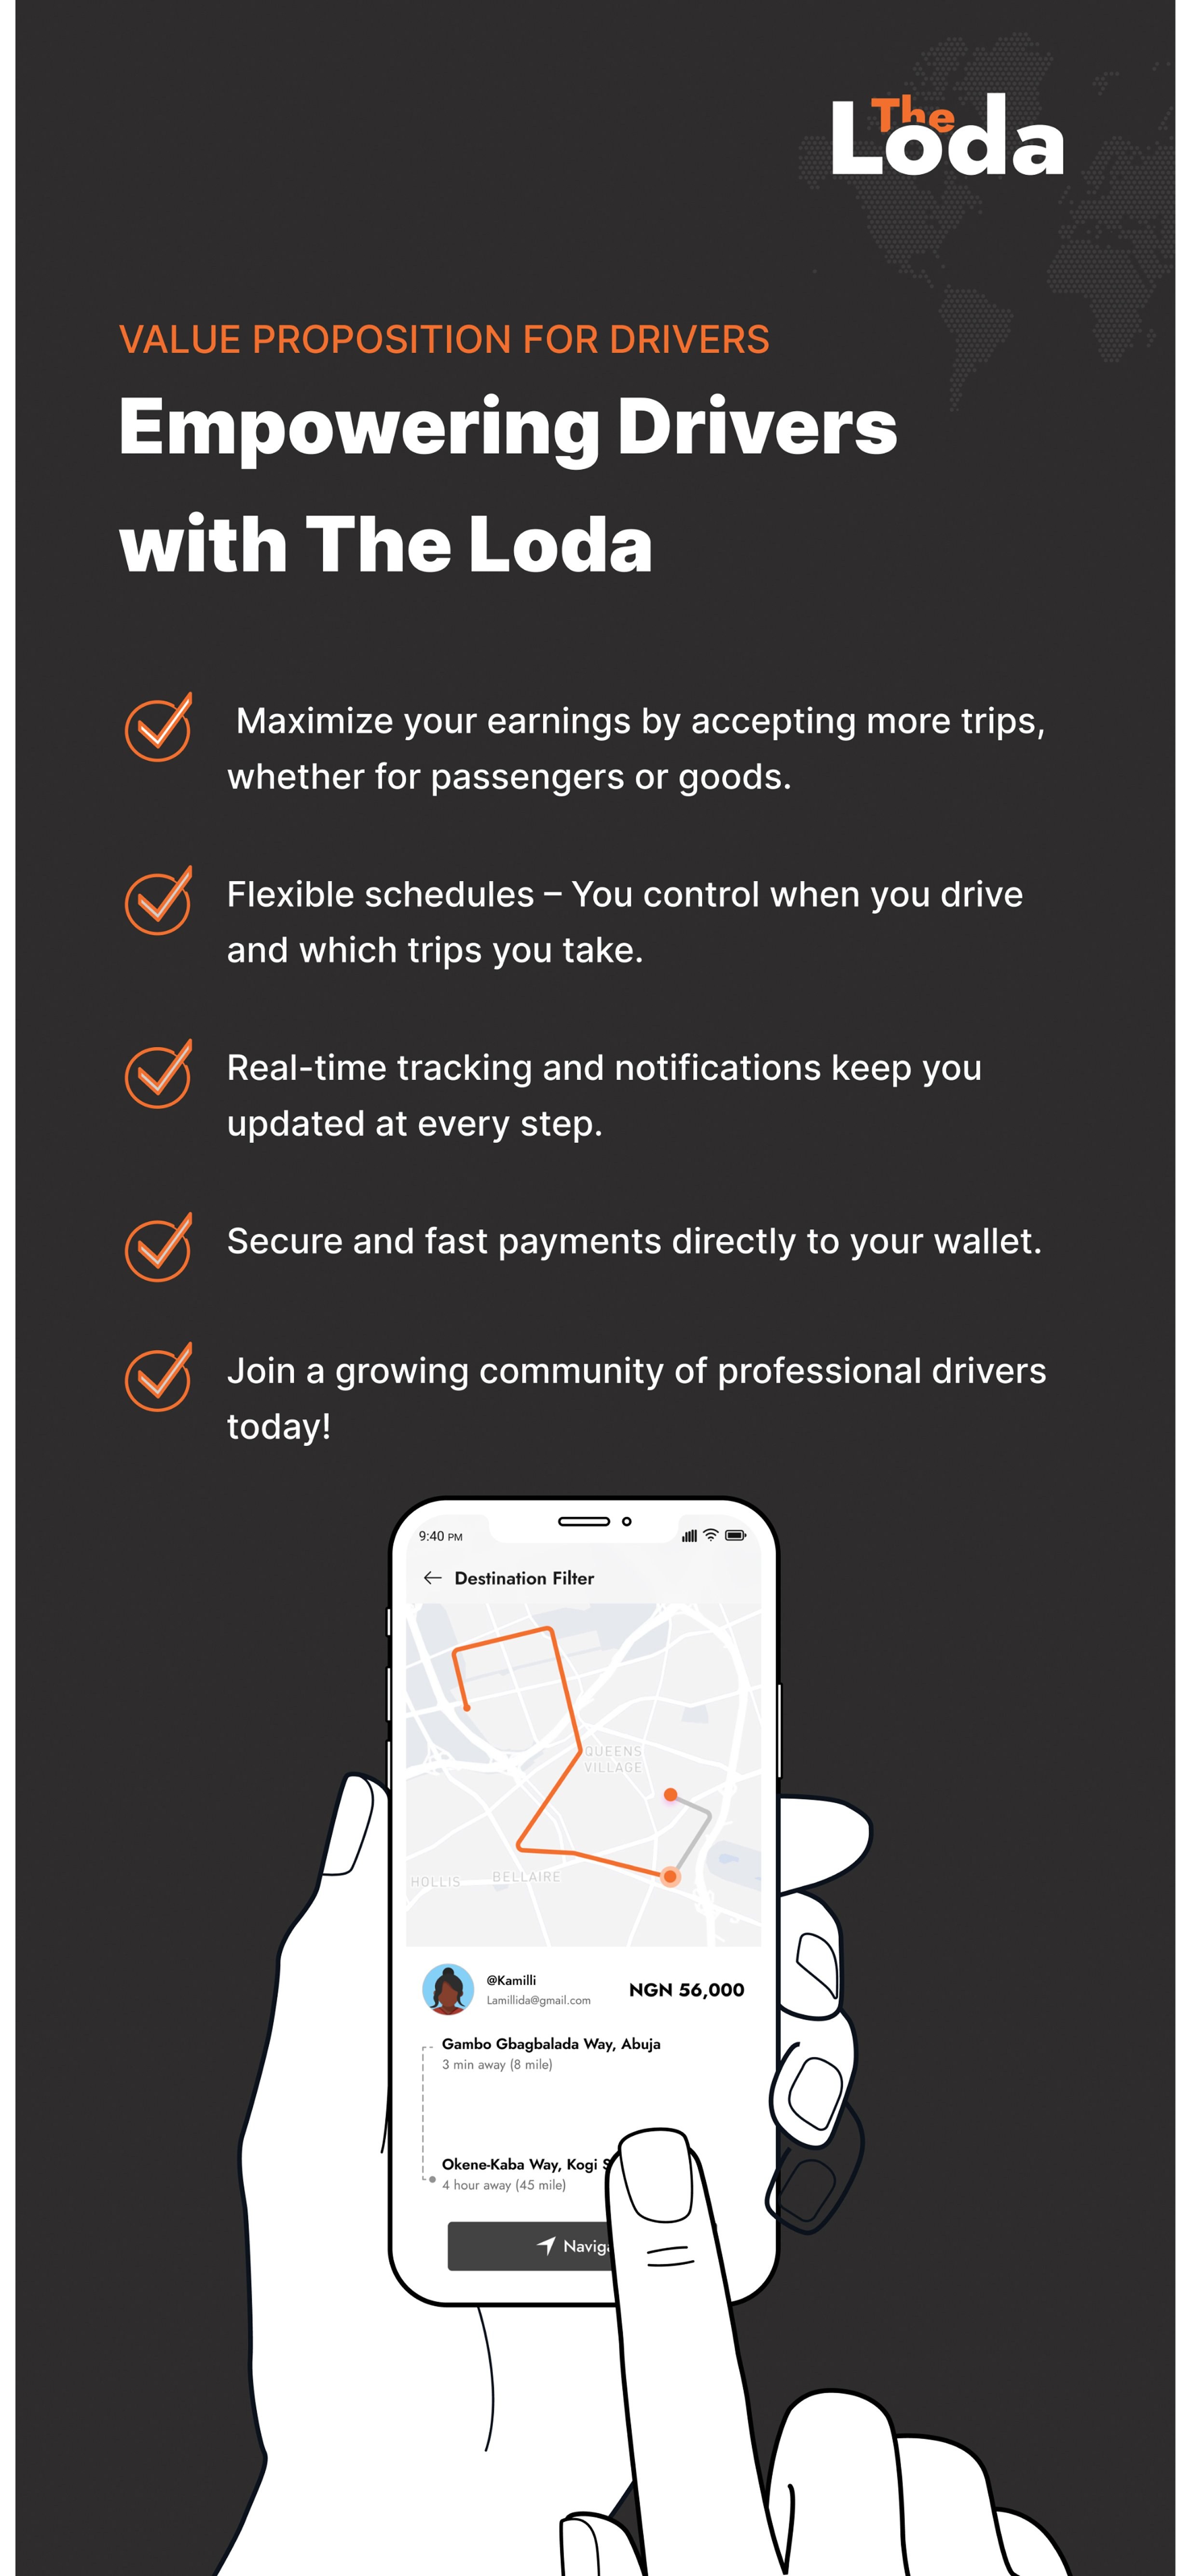 The
Loda
VALUE PROPOSITION FOR DRIVERS
Empowering Drivers
with The Loda
Maximize your earnings by accepting more trips,
whether for passengers or goods.
Flexible schedules – You control when you drive
and which trips you take.
Real-time tracking and notifications keep you
updated at every step.
Secure and fast payments directly to your wallet.
Join a growing community of professional drivers
today!
9:40 PM
Destination Filter
QUEENS
VILLAGE
HOLLIS
BELLAIRE
@Kamilli
Lamillida@gmail.com
NGN 56,000
Gambo Gbagbalada Way, Abuja
3 min away (8 mile)
Okene-Kaba Way, Kogi
4 hour away (45 mile)